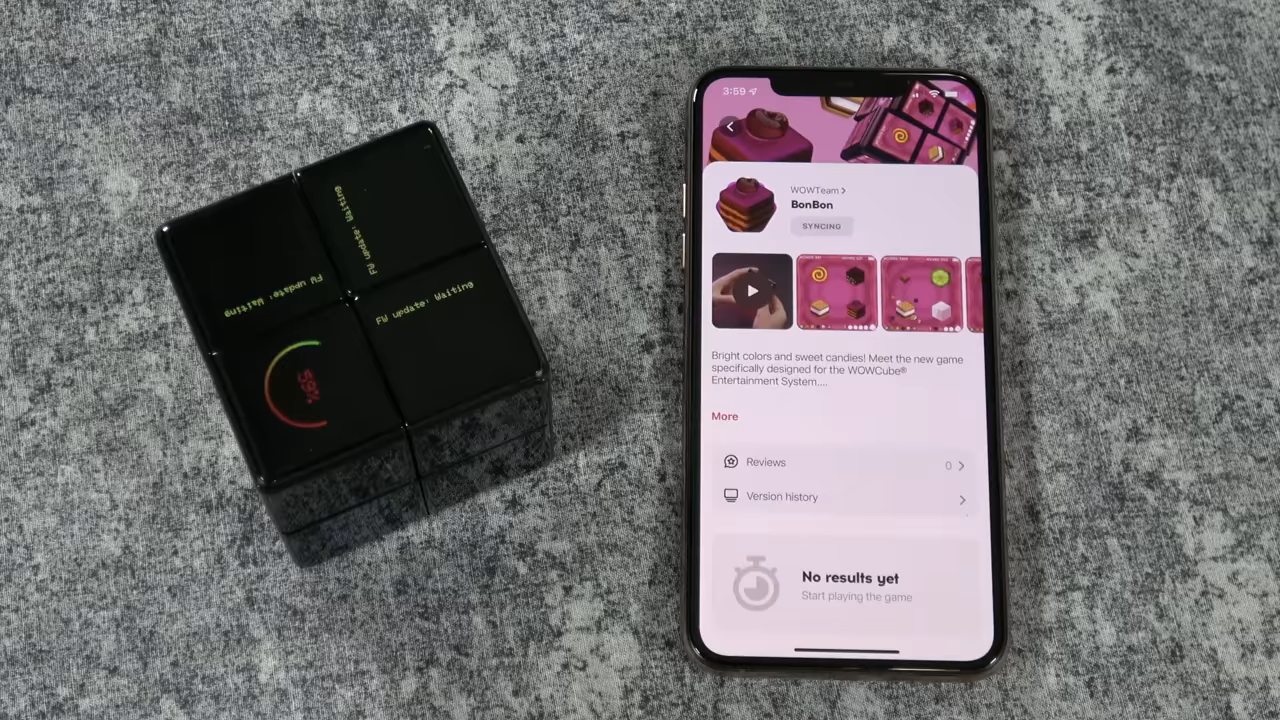 FW update: Waiting
FW update: Waiting
FW update: Waiting
59%
3:59
WOWTeam >
BonBon
SYNCING
Bright colors and sweet candies! Meet the new game
specifically designed for the WOWCube®
Entertainment System....
More
Reviews 0 >
Version history >
No results yet
Start playing the game